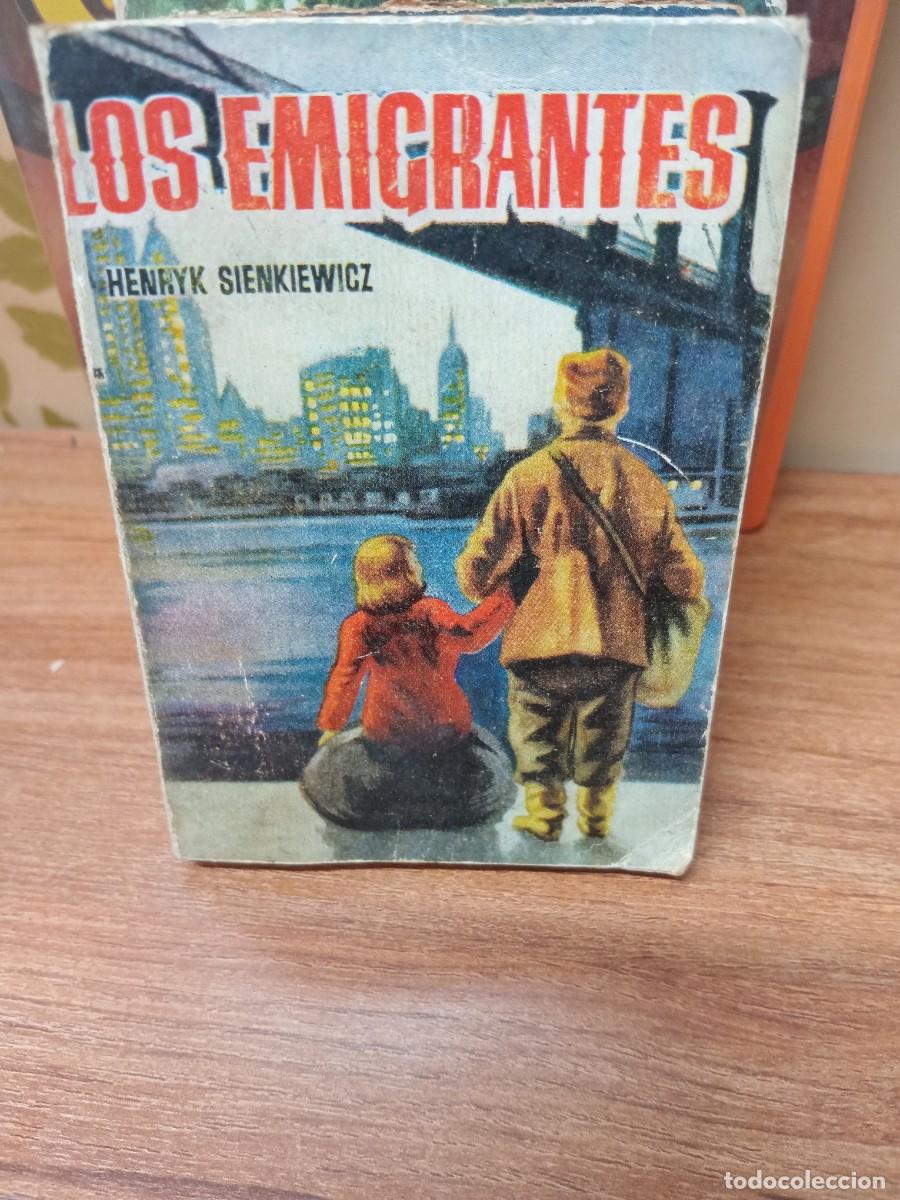 LOS EMIGRANTES
HENRYK SIENKIEWICZ
todocoleccion